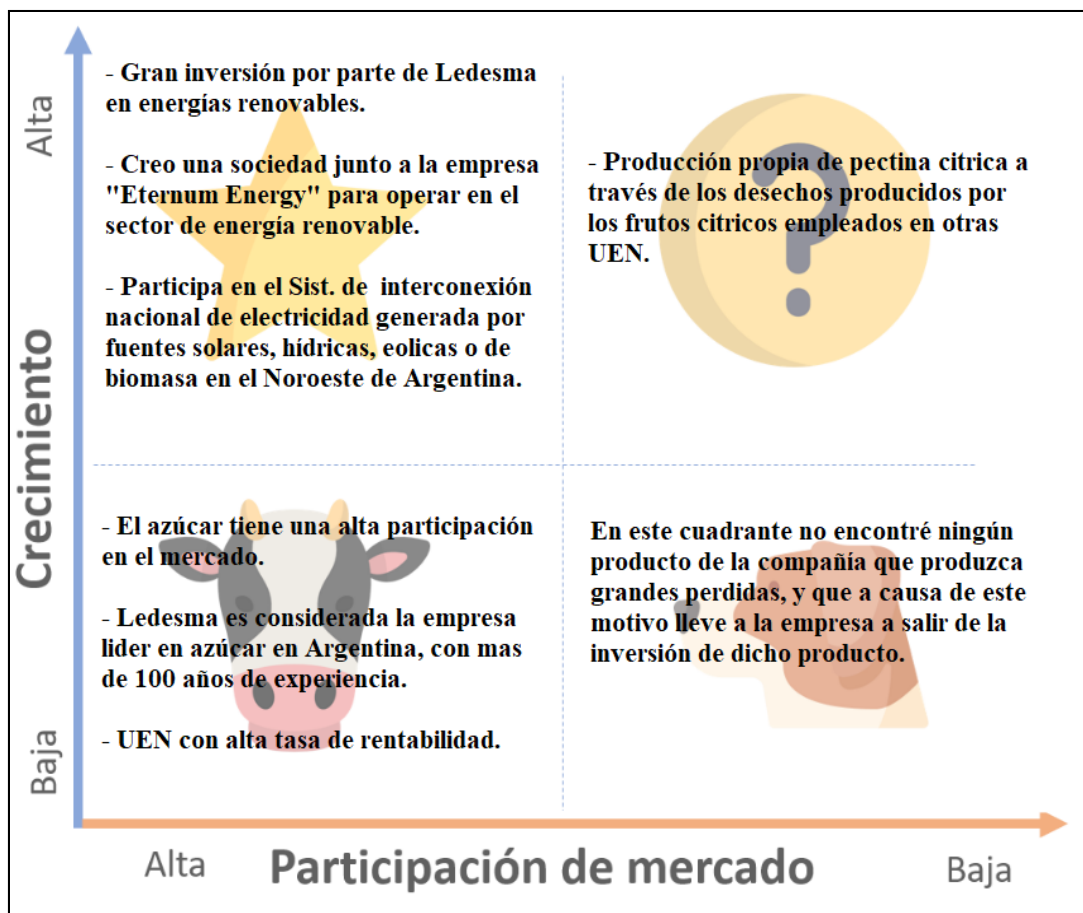 Alta
Crecimiento
Baja
- Gran inversión por parte de Ledesma
en energías renovables.
- Creo una sociedad junto a la empresa
"Eternum Energy" para operar en el
sector de energía renovable.
- Participa en el Sist. de interconexión
nacional de electricidad generada por
fuentes solares, hídricas, eolicas o de
biomasa en el Noroeste de Argentina.
- Producción propia de pectina citrica a
través de los desechos producidos por
los frutos citricos empleados en otras
UEN.
- El azúcar tiene una alta participación
en el mercado.
- Ledesma es considerada la empresa
lider en azúcar en Argentina, con mas
de 100 años de experiencia.
- UEN con alta tasa de rentabilidad.
En este cuadrante no encontré ningún
producto de la compañía que produzca
grandes perdidas, y que a causa de este
motivo lleve a la empresa a salir de la
inversión de dicho producto.
Alta
Participación de mercado
Baja